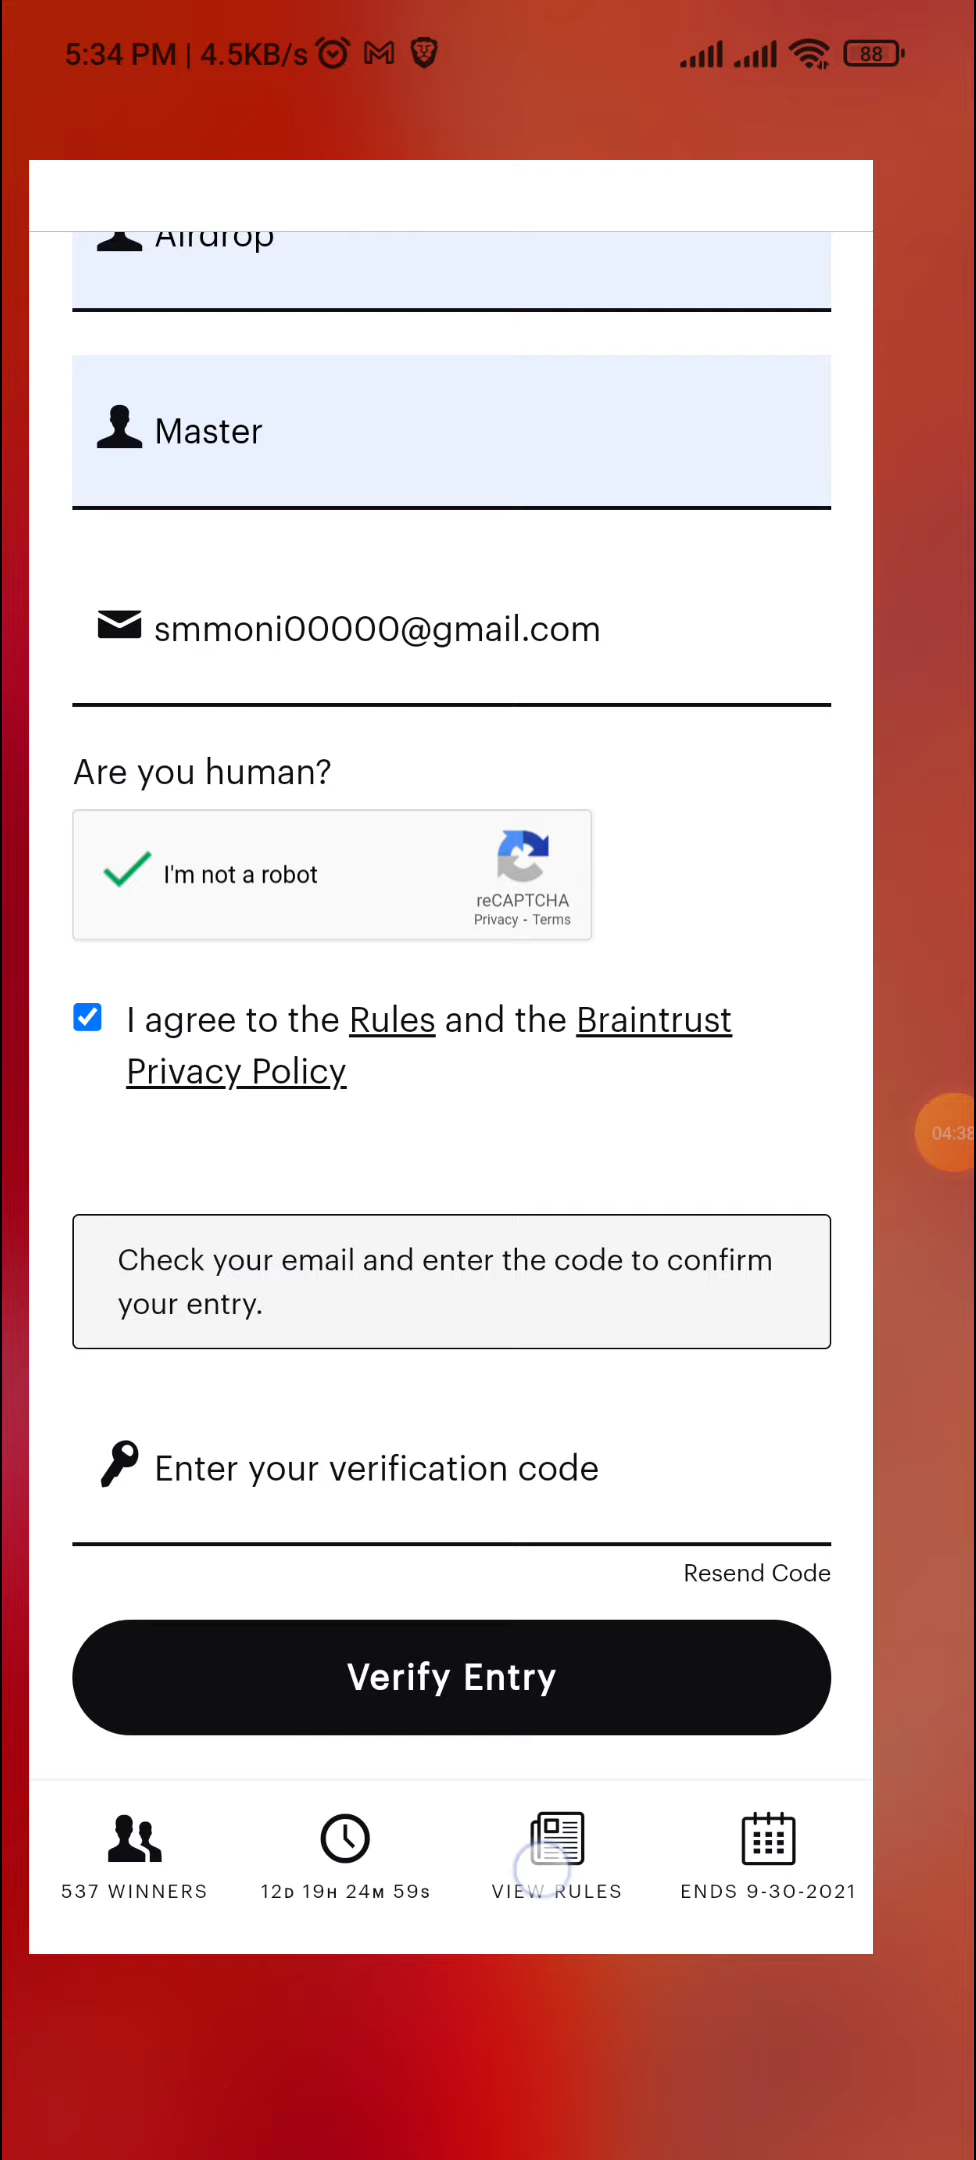 5:34 PM | 4.5KB/s
88
Airdrop
Master
smmoni00000@gmail.com
Are you human?
I'm not a robot
reCAPTCHA
Privacy - Terms
I agree to the Rules and the Braintrust
Privacy Policy
04:38
Check your email and enter the code to confirm
your entry.
Enter your verification code
Resend Code
Verify Entry
537 WINNERS
12D 19H 24M 59S
VIEW RULES
ENDS 9-30-2021